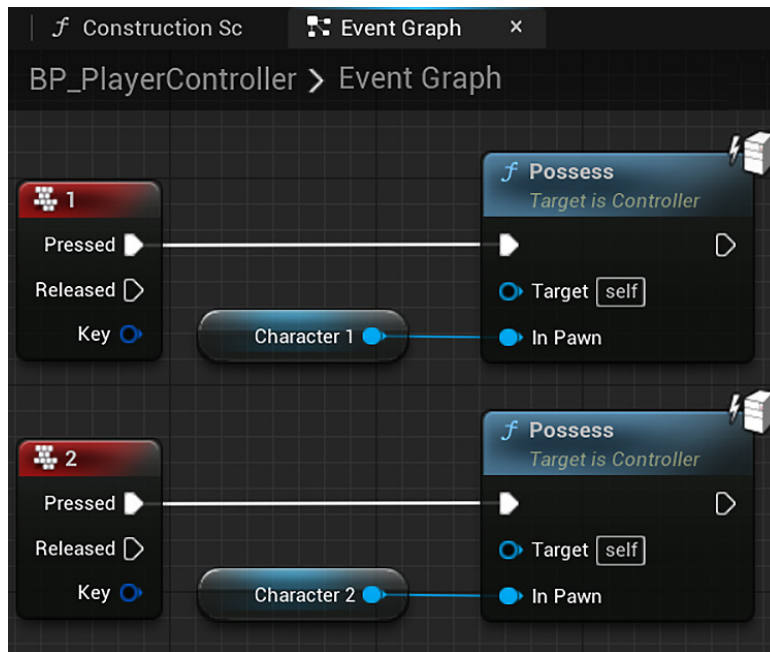 f Construction Sc
Event Graph ×
BP_PlayerController > Event Graph
1
Pressed
Released
Key
Character 1
f Possess
Target is Controller
Target self
In Pawn
2
Pressed
Released
Key
Character 2
f Possess
Target is Controller
Target self
In Pawn